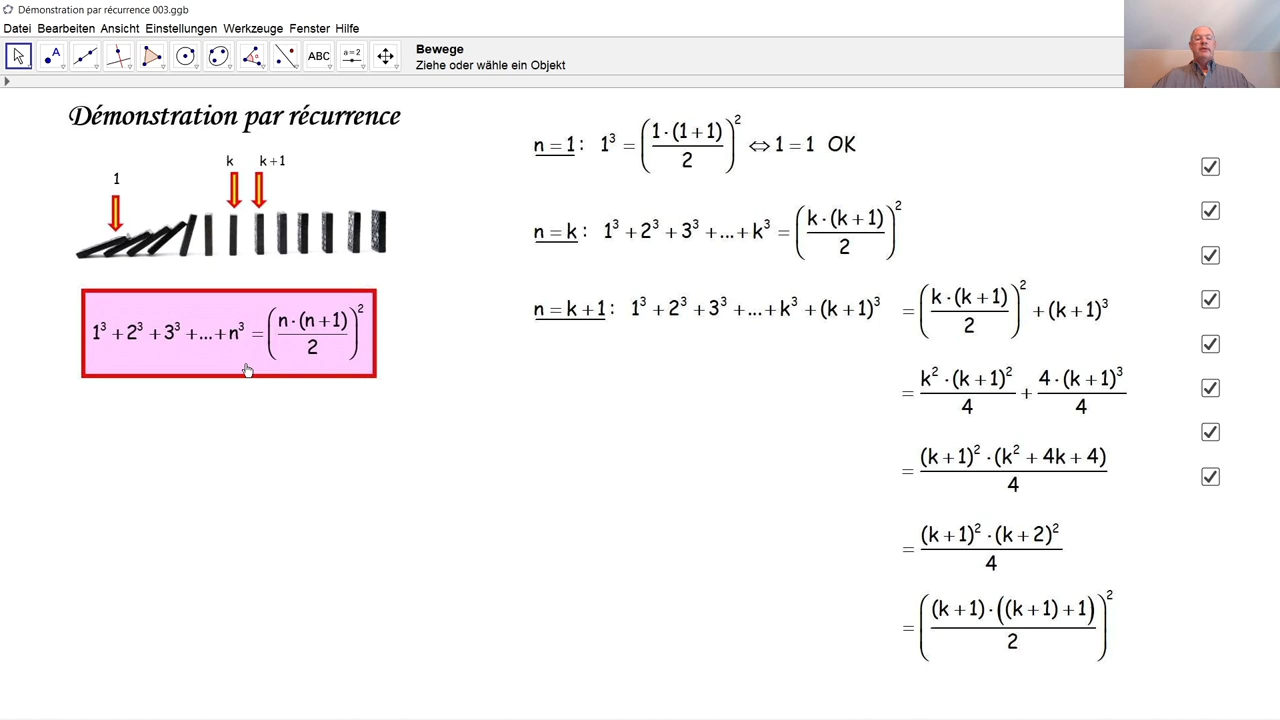 Démonstration par récurrence 003.ggb
Datei Bearbeiten Ansicht Einstellungen Werkzeuge Fenster Hilfe
A ABC a=2 Bewege
Ziehe oder wähle ein Objekt
Démonstration par récurrence
1 k k+1
1³ + 2³ + 3³ + ... + n³ = (n·(n+1)/2)²
n = 1 : 1³ = (1·(1+1)/2)² ⇔ 1 = 1 OK
n = k : 1³ + 2³ + 3³ + ... + k³ = (k·(k+1)/2)²
n = k + 1 : 1³ + 2³ + 3³ + ... + k³ + (k+1)³ = (k·(k+1)/2)² + (k+1)³
= k²·(k+1)²/4 + 4·(k+1)³/4
= (k+1)²·(k² + 4k + 4)/4
= (k+1)²·(k+2)²/4
= ((k+1)·((k+1)+1)/2)²